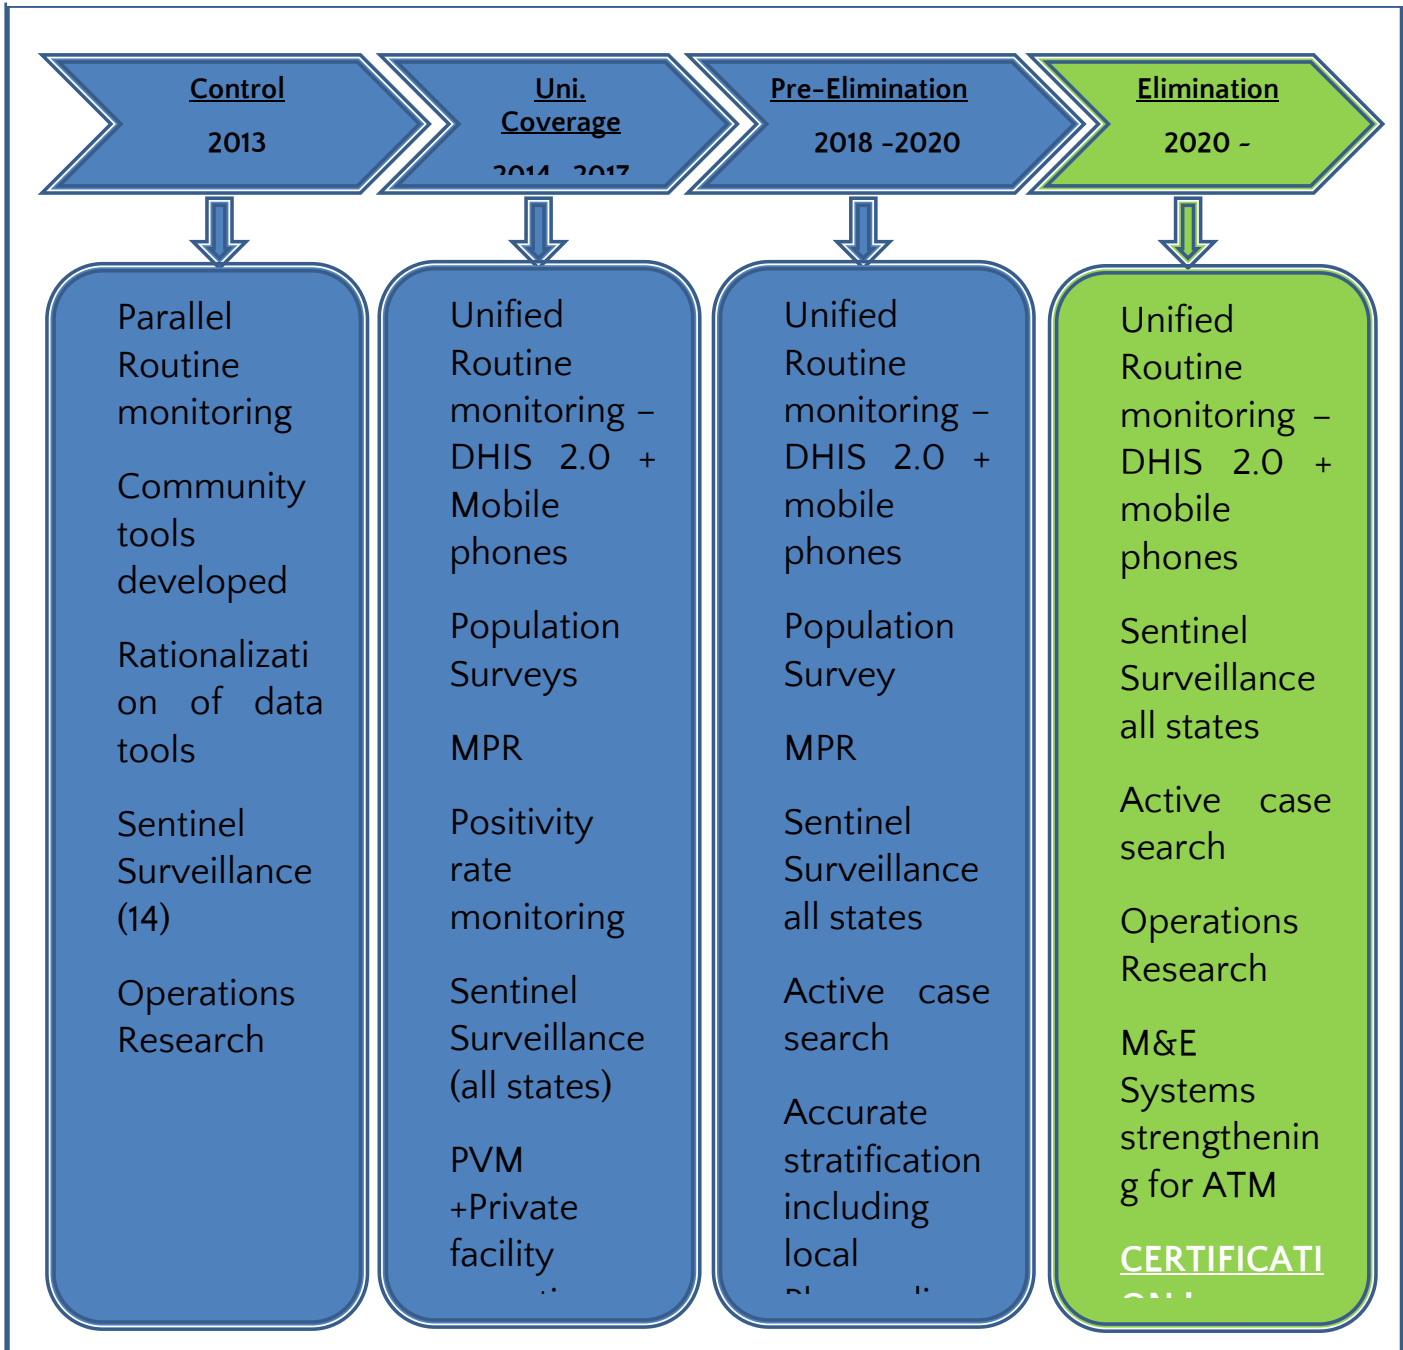 Control
2013
Uni.
Coverage
2014 -2017
Pre-Elimination
2018 -2020
Elimination
2020 -
Parallel
Routine
monitoring
Community
tools
developed
Rationalizati
on of data
tools
Sentinel
Surveillance
(14)
Operations
Research
Unified
Routine
monitoring –
DHIS 2.0 +
Mobile
phones
Population
Surveys
MPR
Positivity
rate
monitoring
Sentinel
Surveillance
(all states)
PVM
+Private
facility
Unified
Routine
monitoring –
DHIS 2.0 +
mobile
phones
Population
Survey
MPR
Sentinel
Surveillance
all states
Active case
search
Accurate
stratification
including
local
Unified
Routine
monitoring –
DHIS 2.0 +
mobile
phones
Sentinel
Surveillance
all states
Active case
search
Operations
Research
M&E
Systems
strengthenin
g for ATM
CERTIFICATI
ON !